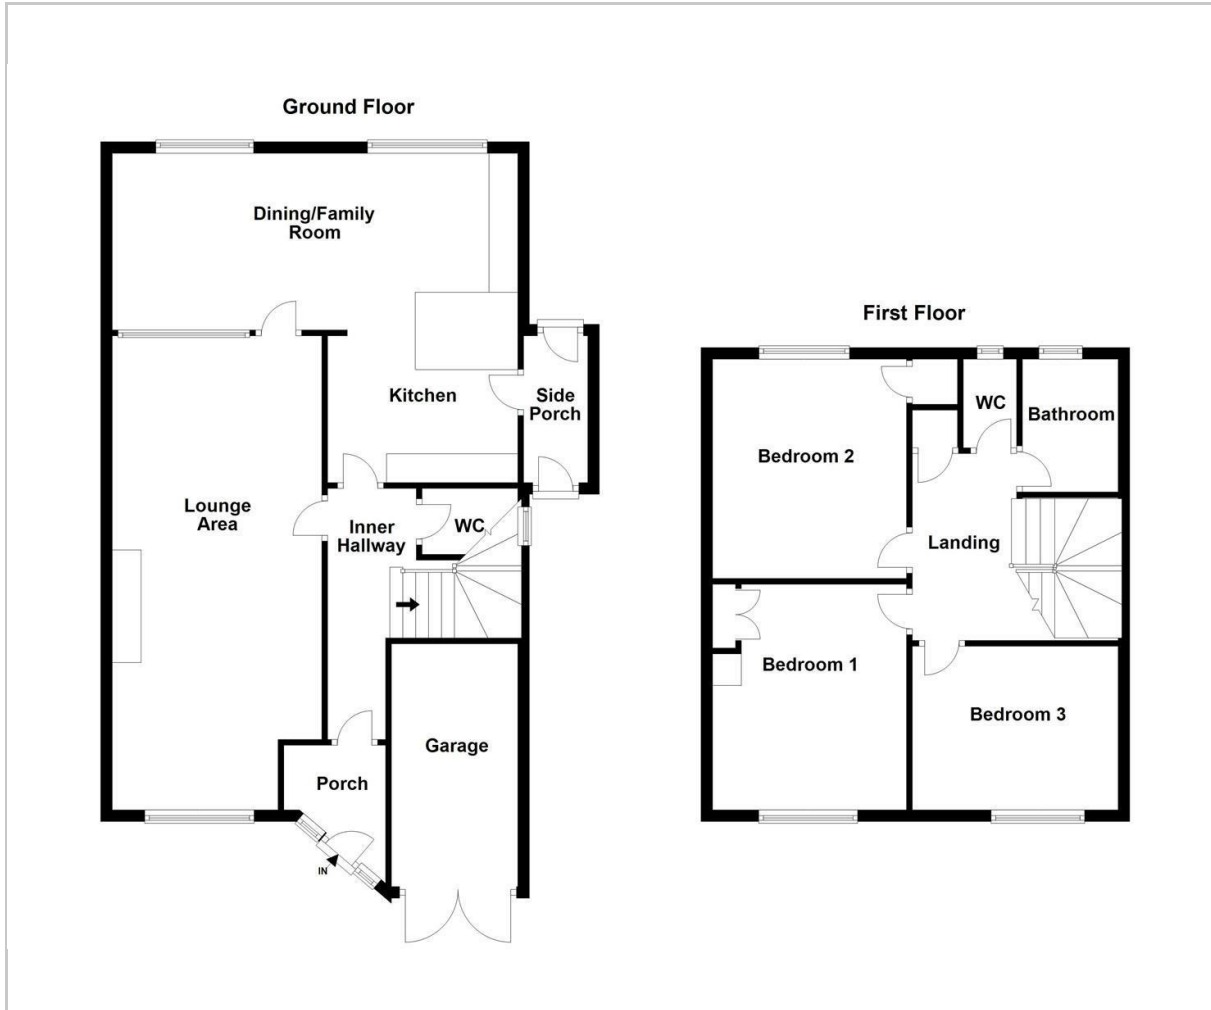 Ground Floor
Dining/Family
Room
Kitchen
Side
Porch
Lounge
Area
Inner
Hallway
WC
Garage
Porch
IN
First Floor
WC
Bathroom
Bedroom 2
Landing
Bedroom 1
Bedroom 3